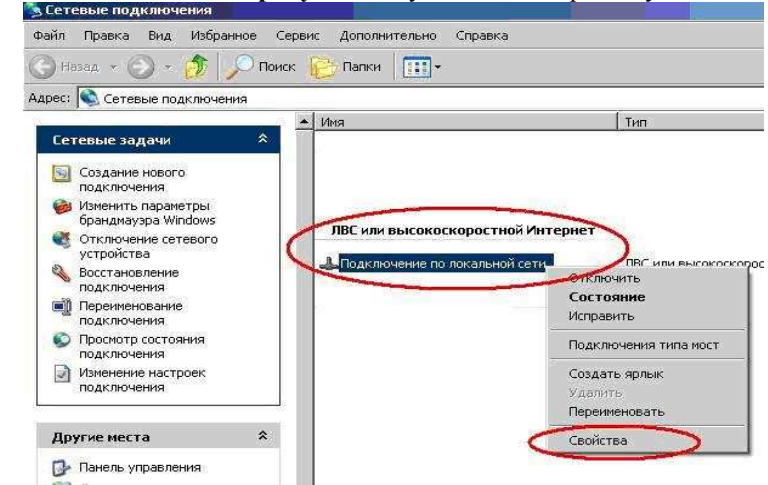 Сетевые подключения
Файл Правка Вид Избранное Сервис Дополнительно Справка
Назад Поиск Папки
Адрес: Сетевые подключения
Имя Тип
Сетевые задачи
Создание нового
подключения
Изменить параметры
брандмауэра Windows
Отключение сетевого
устройства
Восстановление
подключения
Переименование
подключения
Просмотр состояния
подключения
Изменение настроек
подключения
Другие места
Панель управления
ЛВС или высокоскоростной Интернет
Подключение по локальной сети
ЛВС или высокоскорос
Отключить
Состояние
Исправить
Подключения типа мост
Создать ярлык
Удалить
Переименовать
Свойства